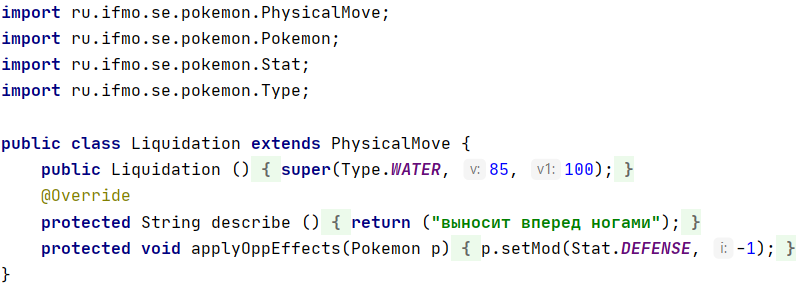 import ru.ifmo.se.pokemon.PhysicalMove;
import ru.ifmo.se.pokemon.Pokemon;
import ru.ifmo.se.pokemon.Stat;
import ru.ifmo.se.pokemon.Type;
public class Liquidation extends PhysicalMove {
public Liquidation () { super(Type.WATER, v: 85, v1: 100); }
@Override
protected String describe () { return ("выносит вперед ногами"); }
protected void applyOppEffects(Pokemon p) { p.setMod(Stat.DEFENSE, i: -1); }
}